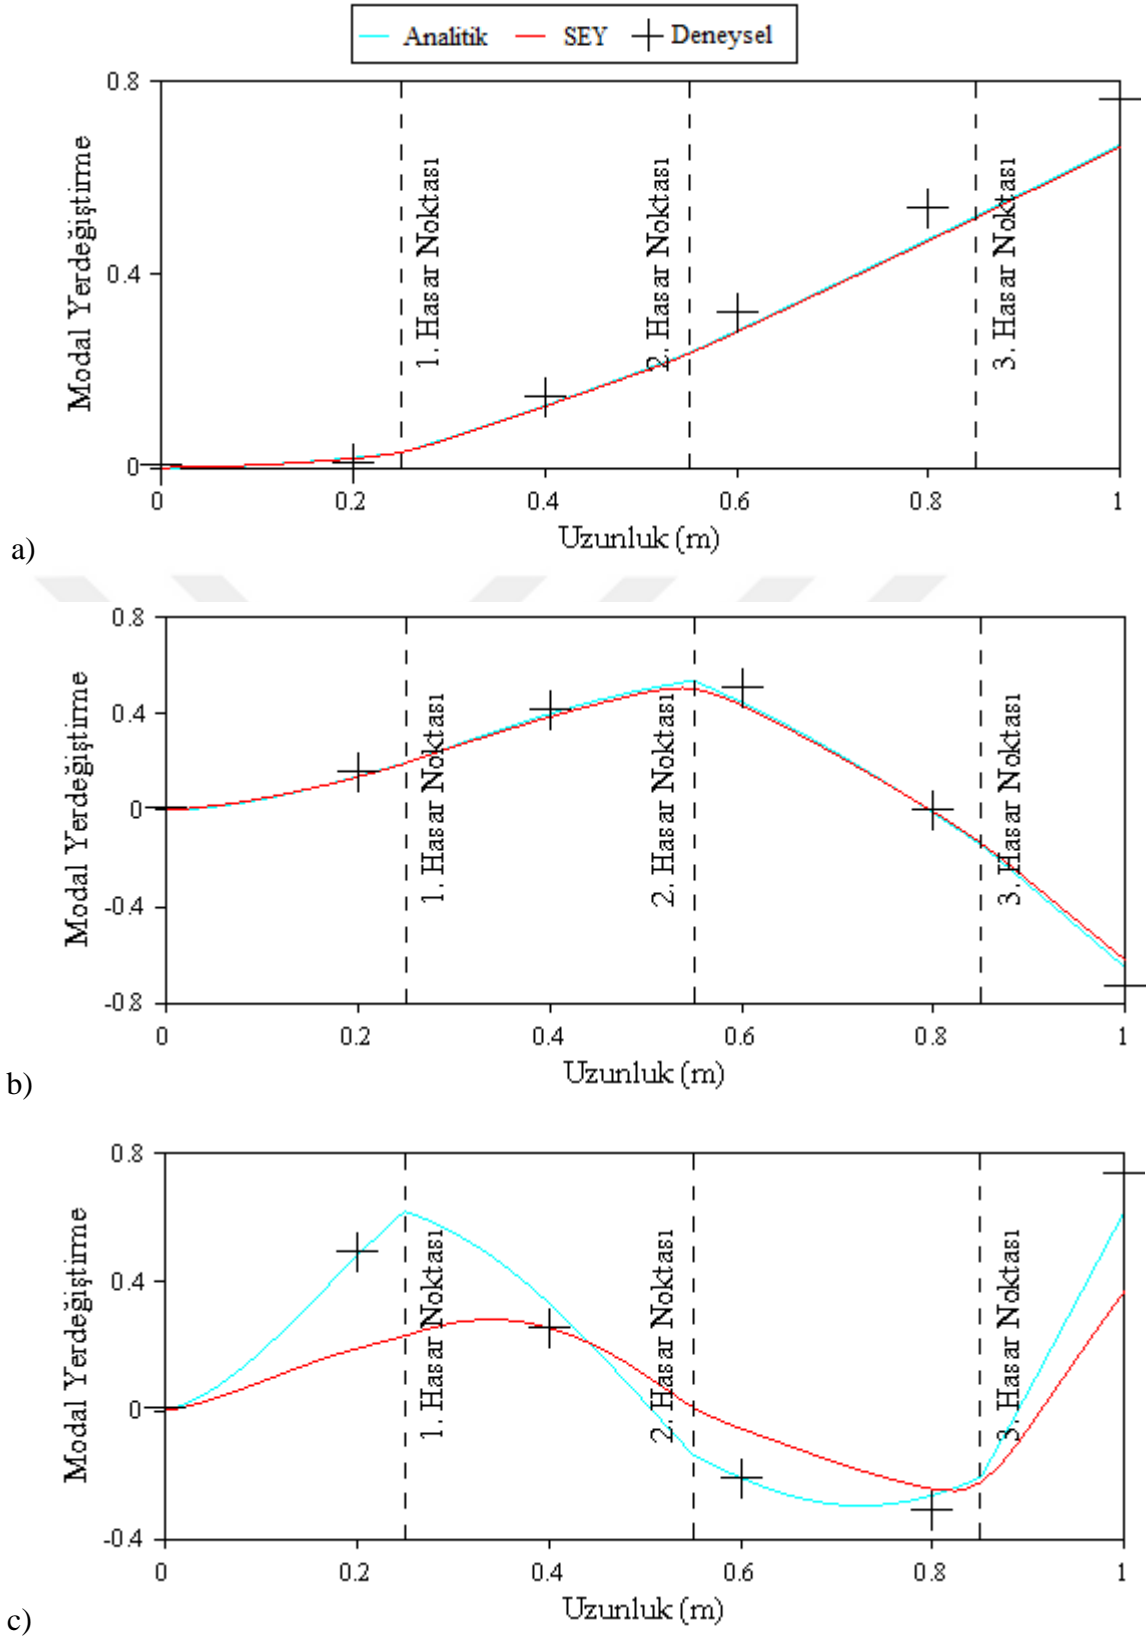 Analitik SEY Deneysel
0.8
0.4
0
Modal Yerdeğiştirme
1. Hasar Noktası
2. Hasar Noktası
3. Hasar Noktası
0 0.2 0.4 0.6 0.8 1
Uzunluk (m)
a)
0.8
0.4
0
-0.4
-0.8
Modal Yerdeğiştirme
1. Hasar Noktası
2. Hasar Noktası
3. Hasar Noktası
0 0.2 0.4 0.6 0.8 1
Uzunluk (m)
b)
0.8
0.4
0
-0.4
Modal Yerdeğiştirme
1. Hasar Noktası
2. Hasar Noktası
3. Hasar Noktası
0 0.2 0.4 0.6 0.8 1
Uzunluk (m)
c)